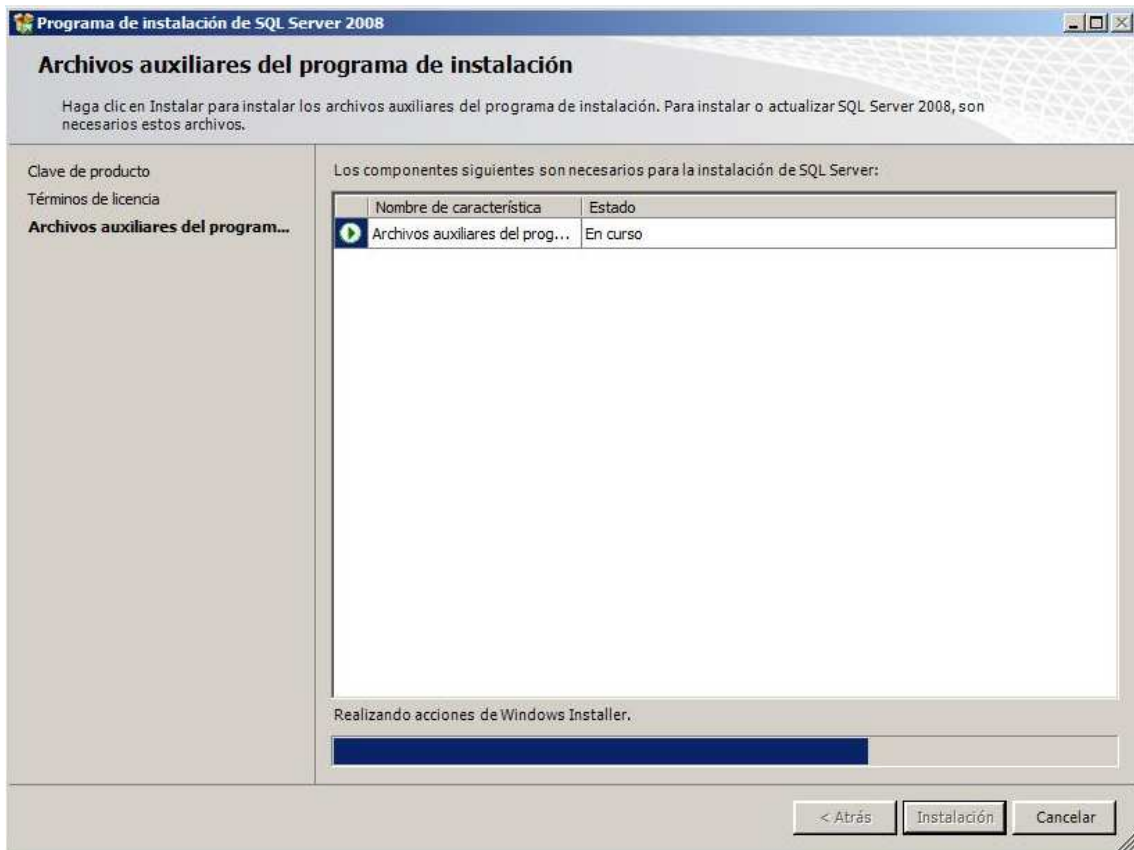 Programa de instalación de SQL Server 2008
Archivos auxiliares del programa de instalación
Haga clic en Instalar para instalar los archivos auxiliares del programa de instalación. Para instalar o actualizar SQL Server 2008, son
necesarios estos archivos.
Clave de producto
Términos de licencia
Archivos auxiliares del program...
Los componentes siguientes son necesarios para la instalación de SQL Server:
Nombre de característica Estado
Archivos auxiliares del prog... En curso
Realizando acciones de Windows Installer.
< Atrás Instalación Cancelar